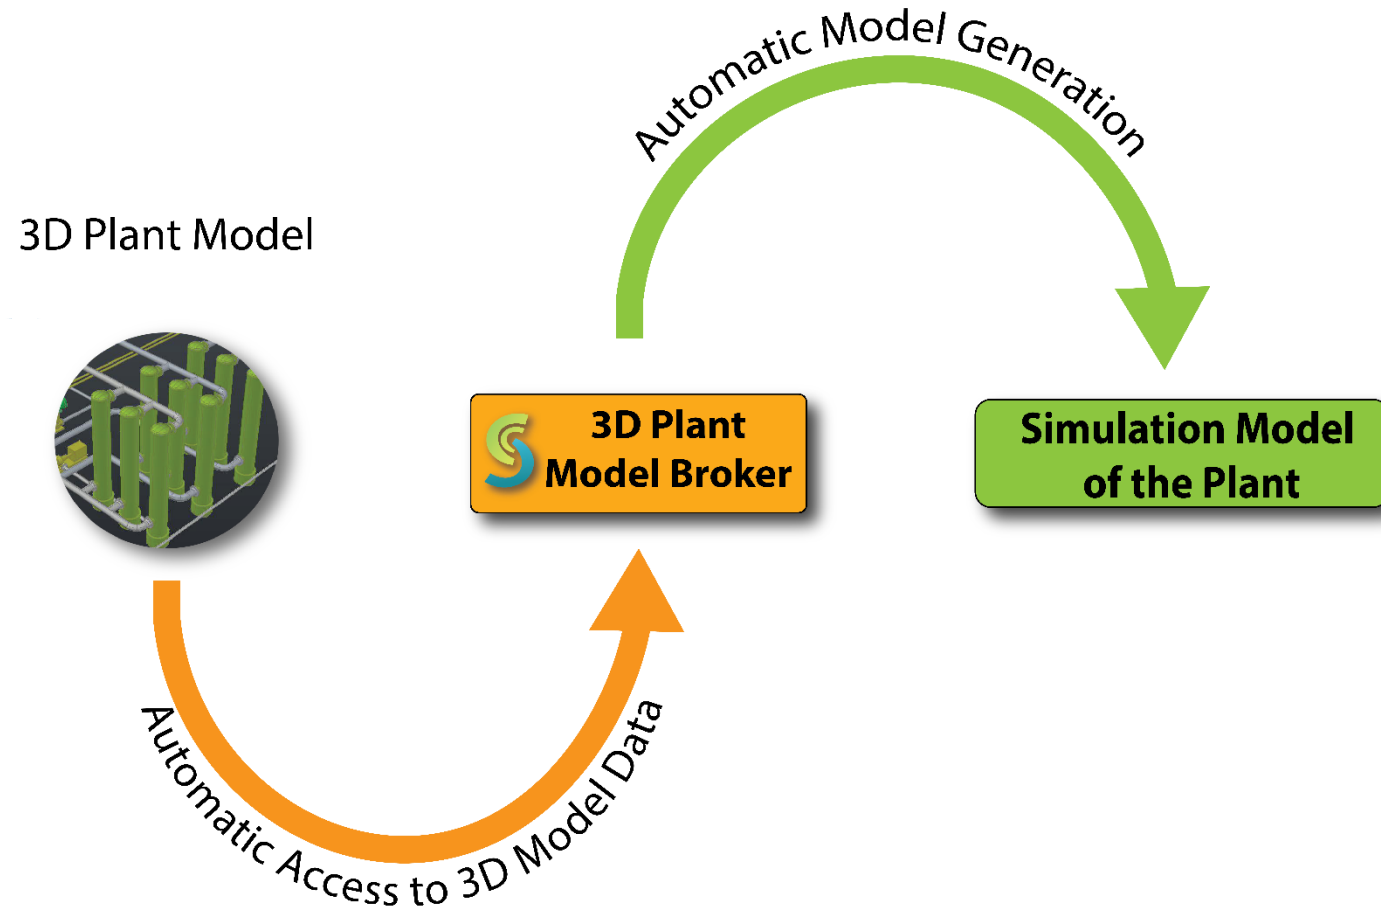 Automatic Model Generation
3D Plant Model
3D Plant
Model Broker
Simulation Model
of the Plant
Automatic Access to 3D Model Data